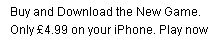 Buy and Download the New Game.
Only £4.99 on your iPhone. Play now